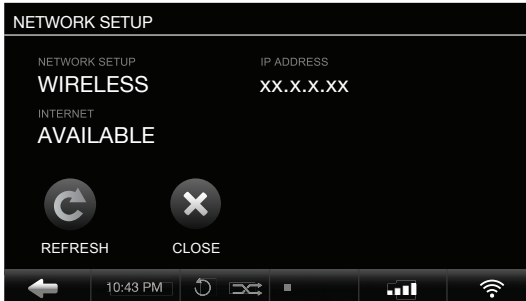 NETWORK SETUP
NETWORK SETUP
WIRELESS
IP ADDRESS
xx.x.x.xx
INTERNET
AVAILABLE
REFRESH
CLOSE
10:43 PM